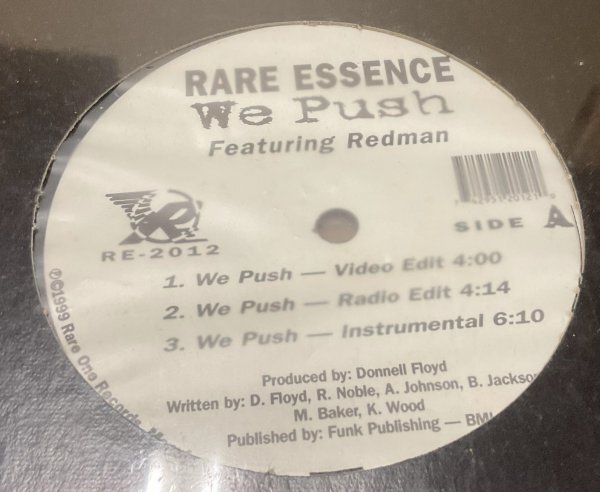 RARE ESSENCE
We Push
Featuring Redman
RE-2012
SIDE A
1. We Push — Video Edit 4:00
2. We Push — Radio Edit 4:14
3. We Push — Instrumental 6:10
Produced by: Donnell Floyd
Written by: D. Floyd, R. Noble, A. Johnson, B. Jackso
M. Baker, K. Wood
Published by: Funk Publishing — BMI
℗©1999 Rare One Records